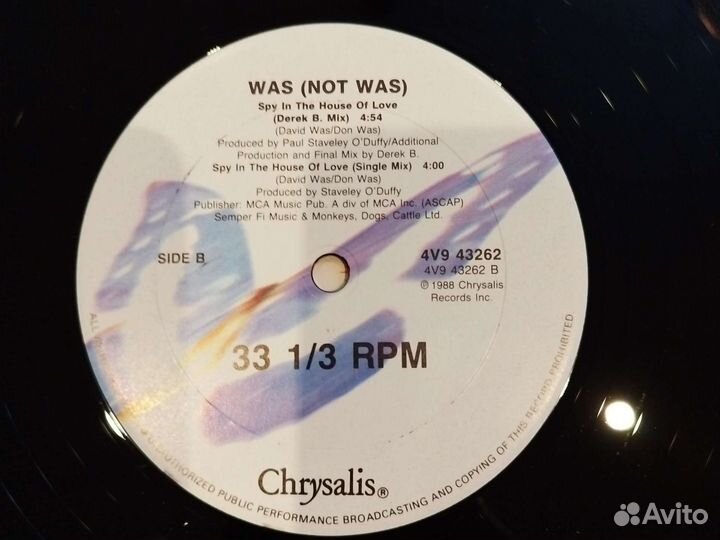 WAS (NOT WAS)
Spy In The House Of Love
(Derek B. Mix) 4:54
(David Was/Don Was)
Produced by Paul Staveley O'Duffy/Additional
Production and Final Mix by Derek B.
Spy In The House Of Love (Single Mix) 4:00
(David Was/Don Was)
Produced by Staveley O'Duffy
Publisher: MCA Music Pub. A div of MCA Inc. (ASCAP)
Semper Fi Music & Monkeys, Dogs, Cattle Ltd.
SIDE B
4V9 43262
4V9 43262 B
℗ 1988 Chrysalis
Records Inc.
33 1/3 RPM
Chrysalis®
ALL
PUBLIC PERFORMANCE BROADCASTING AND COPYING OF THIS RECORD PROHIBITED
Avito